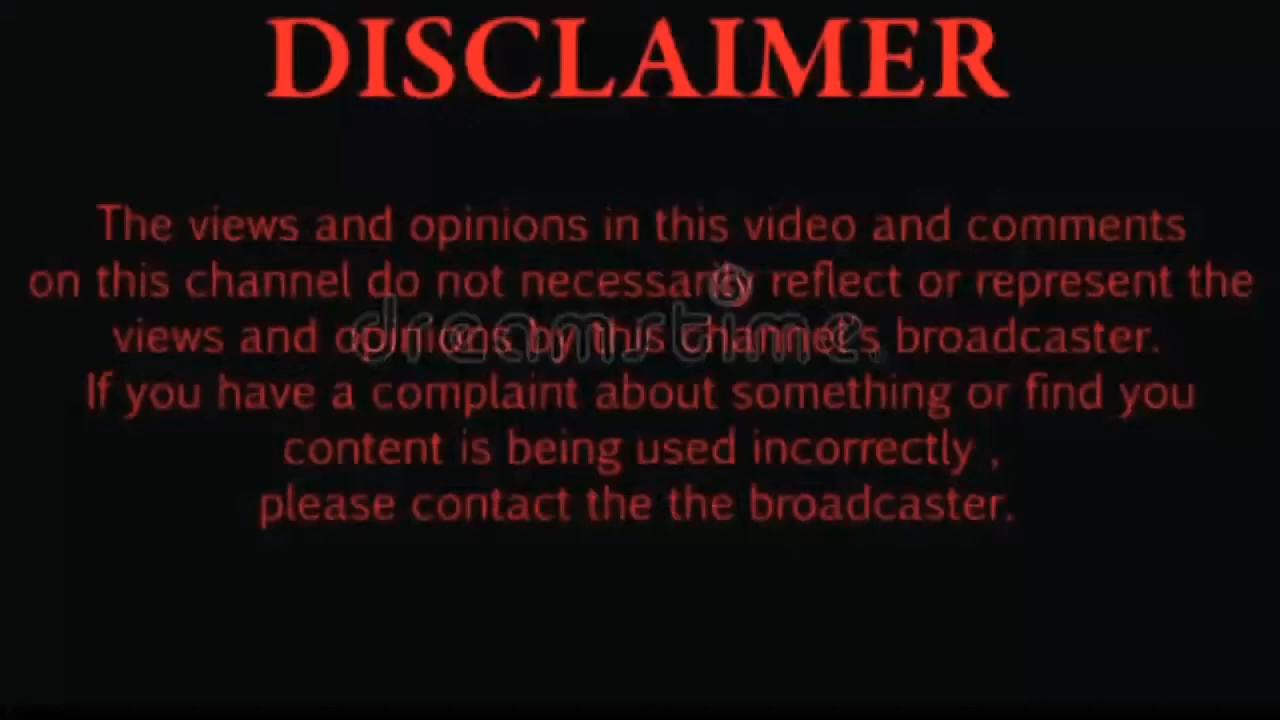 DISCLAIMER
The views and opinions in this video and comments
on this channel do not necessarily reflect or represent the
views and opinions by this channel's broadcaster.
If you have a complaint about something or find you
content is being used incorrectly ,
please contact the the broadcaster.
dreamstime.